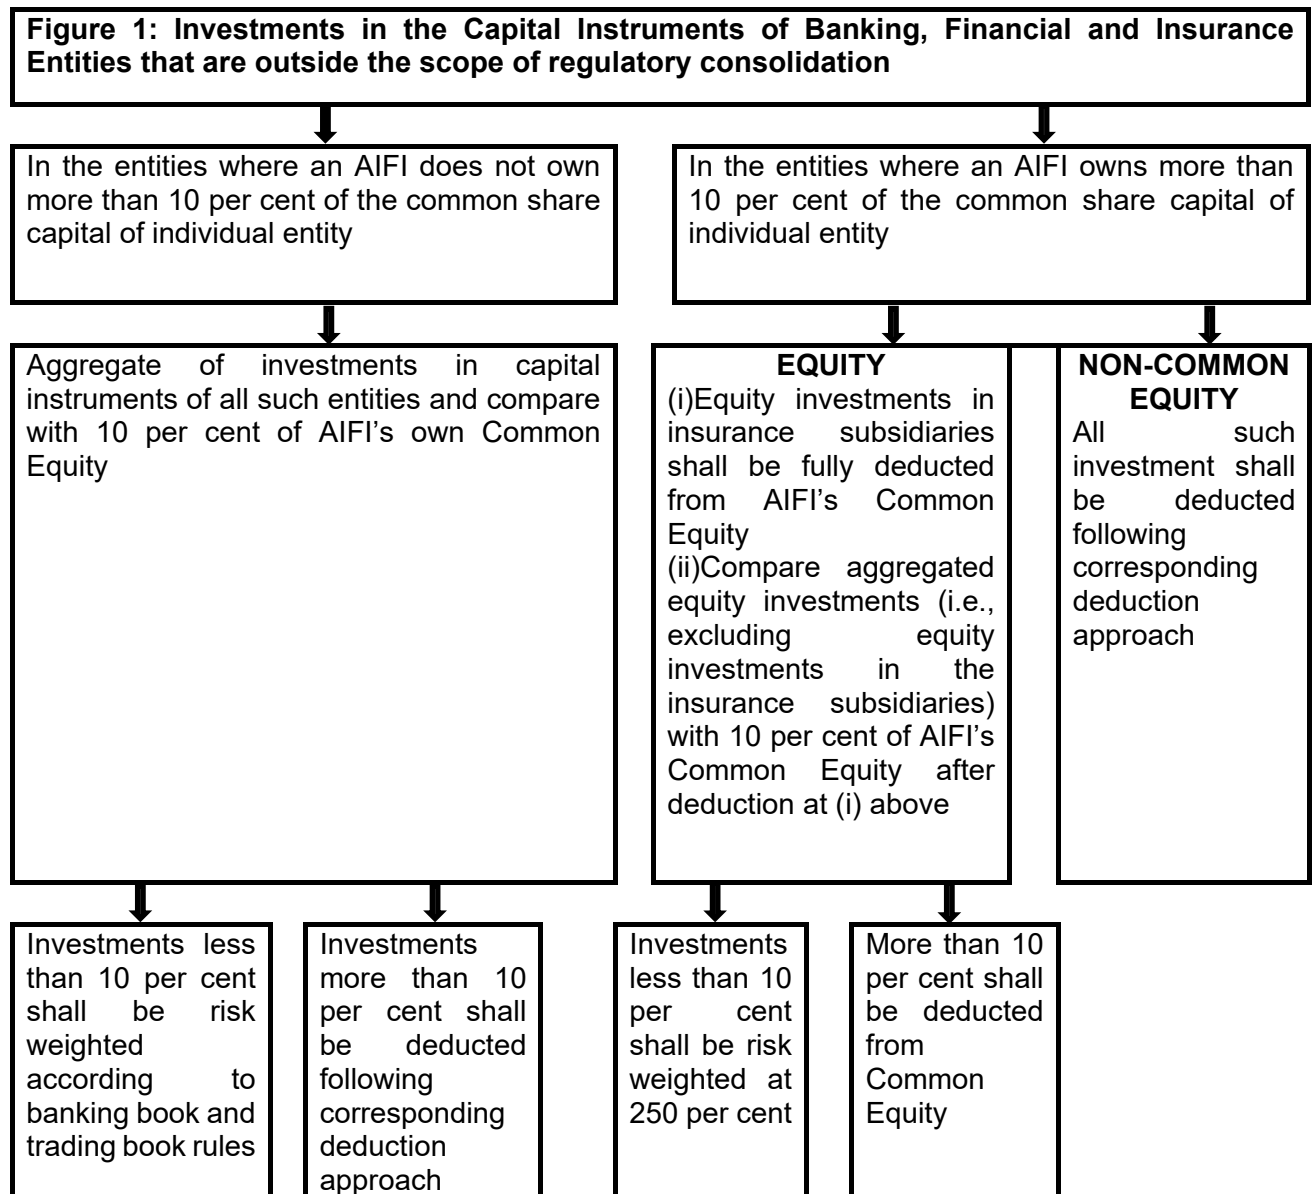 Figure 1: Investments in the Capital Instruments of Banking, Financial and Insurance
Entities that are outside the scope of regulatory consolidation
In the entities where an AIFI does not own
more than 10 per cent of the common share
capital of individual entity
In the entities where an AIFI owns more than
10 per cent of the common share capital of
individual entity
Aggregate of investments in capital
instruments of all such entities and compare
with 10 per cent of AIFI’s own Common
Equity
EQUITY
(i)Equity investments in
insurance subsidiaries
shall be fully deducted
from AIFI’s Common
Equity
(ii)Compare aggregated
equity investments (i.e.,
excluding equity
investments in the
insurance subsidiaries)
with 10 per cent of AIFI’s
Common Equity after
deduction at (i) above
NON-COMMON
EQUITY
All such
investment shall
be deducted
following
corresponding
deduction
approach
Investments less
than 10 per cent
shall be risk
weighted
according to
banking book and
trading book rules
Investments
more than 10
per cent shall
be deducted
following
corresponding
deduction
approach
Investments
less than 10
per cent
shall be risk
weighted at
250 per cent
More than 10
per cent shall
be deducted
from
Common
Equity